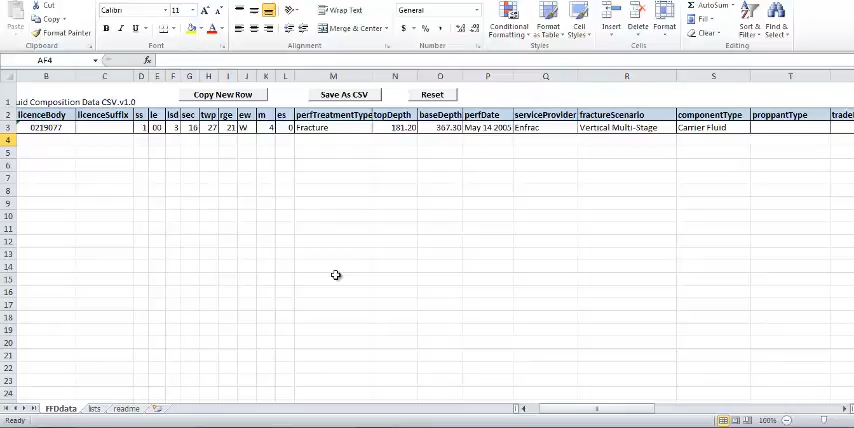 Cut
Paste
Copy
Format Painter
Clipboard
Calibri
11
A A
B I U
A
Font
Wrap Text
Merge & Center
Alignment
General
$ % ,
Number
Conditional Formatting
Format as Table
Cell Styles
Styles
Insert
Delete
Format
Cells
Σ AutoSum
Fill
Clear
Sort & Filter
Find & Select
Editing
AF4
fx
B C D E F G H I J K L M N O P Q R S T
Copy New Row
Save As CSV
Reset
1 uid Composition Data CSV.v1.0
2 licenceBody licenceSuffix ss le lsd sec twp rge ew m es perfTreatmentType topDepth baseDepth perfDate serviceProvider fractureScenario componentType proppantType trade
3 0219077 1 00 3 16 27 21 W 4 0 Fracture 181.20 367.30 May 14 2005 Enfrac Vertical Multi-Stage Carrier Fluid
4
5
6
7
8
9
10
11
12
13
14
15
16
17
18
19
20
21
22
23
24
FFDdata lists readme
Ready
100%